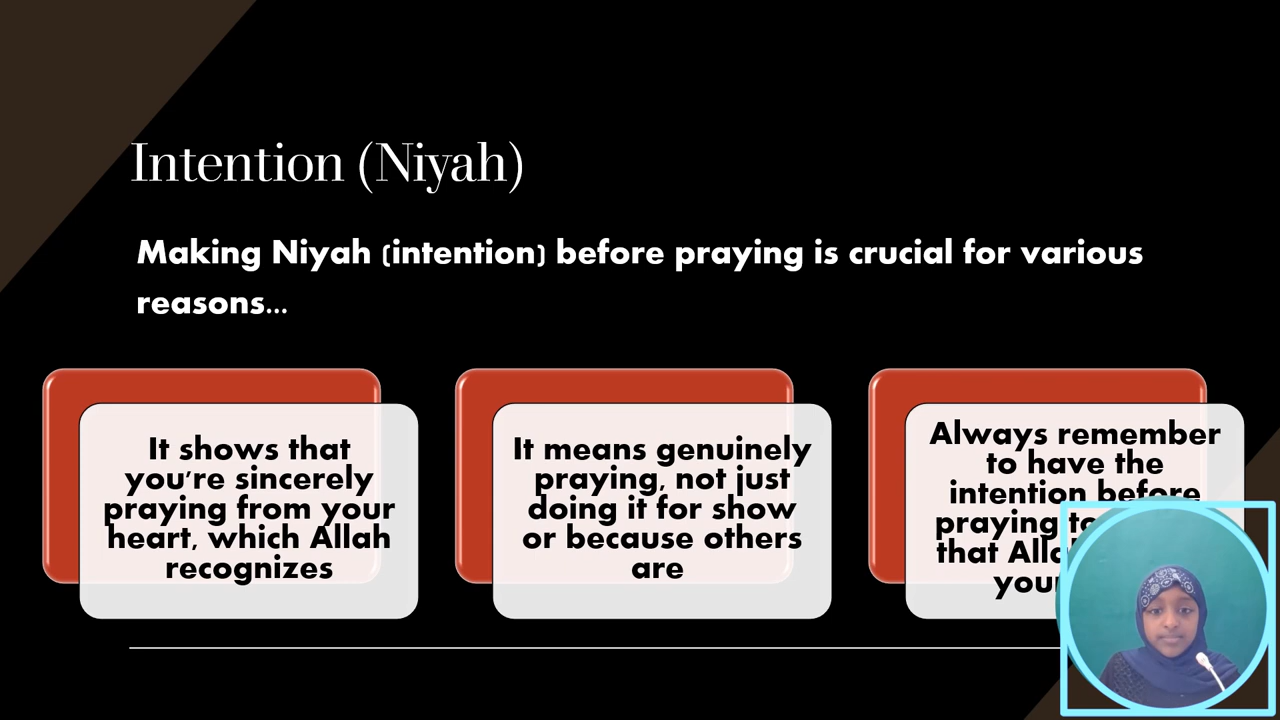 Intention (Niyah)
Making Niyah (intention) before praying is crucial for various
reasons...
It shows that
you're sincerely
praying from your
heart, which Allah
recognizes
It means genuinely
praying, not just
doing it for show
or because others
are
Always remember
to have the
intention before
praying
that